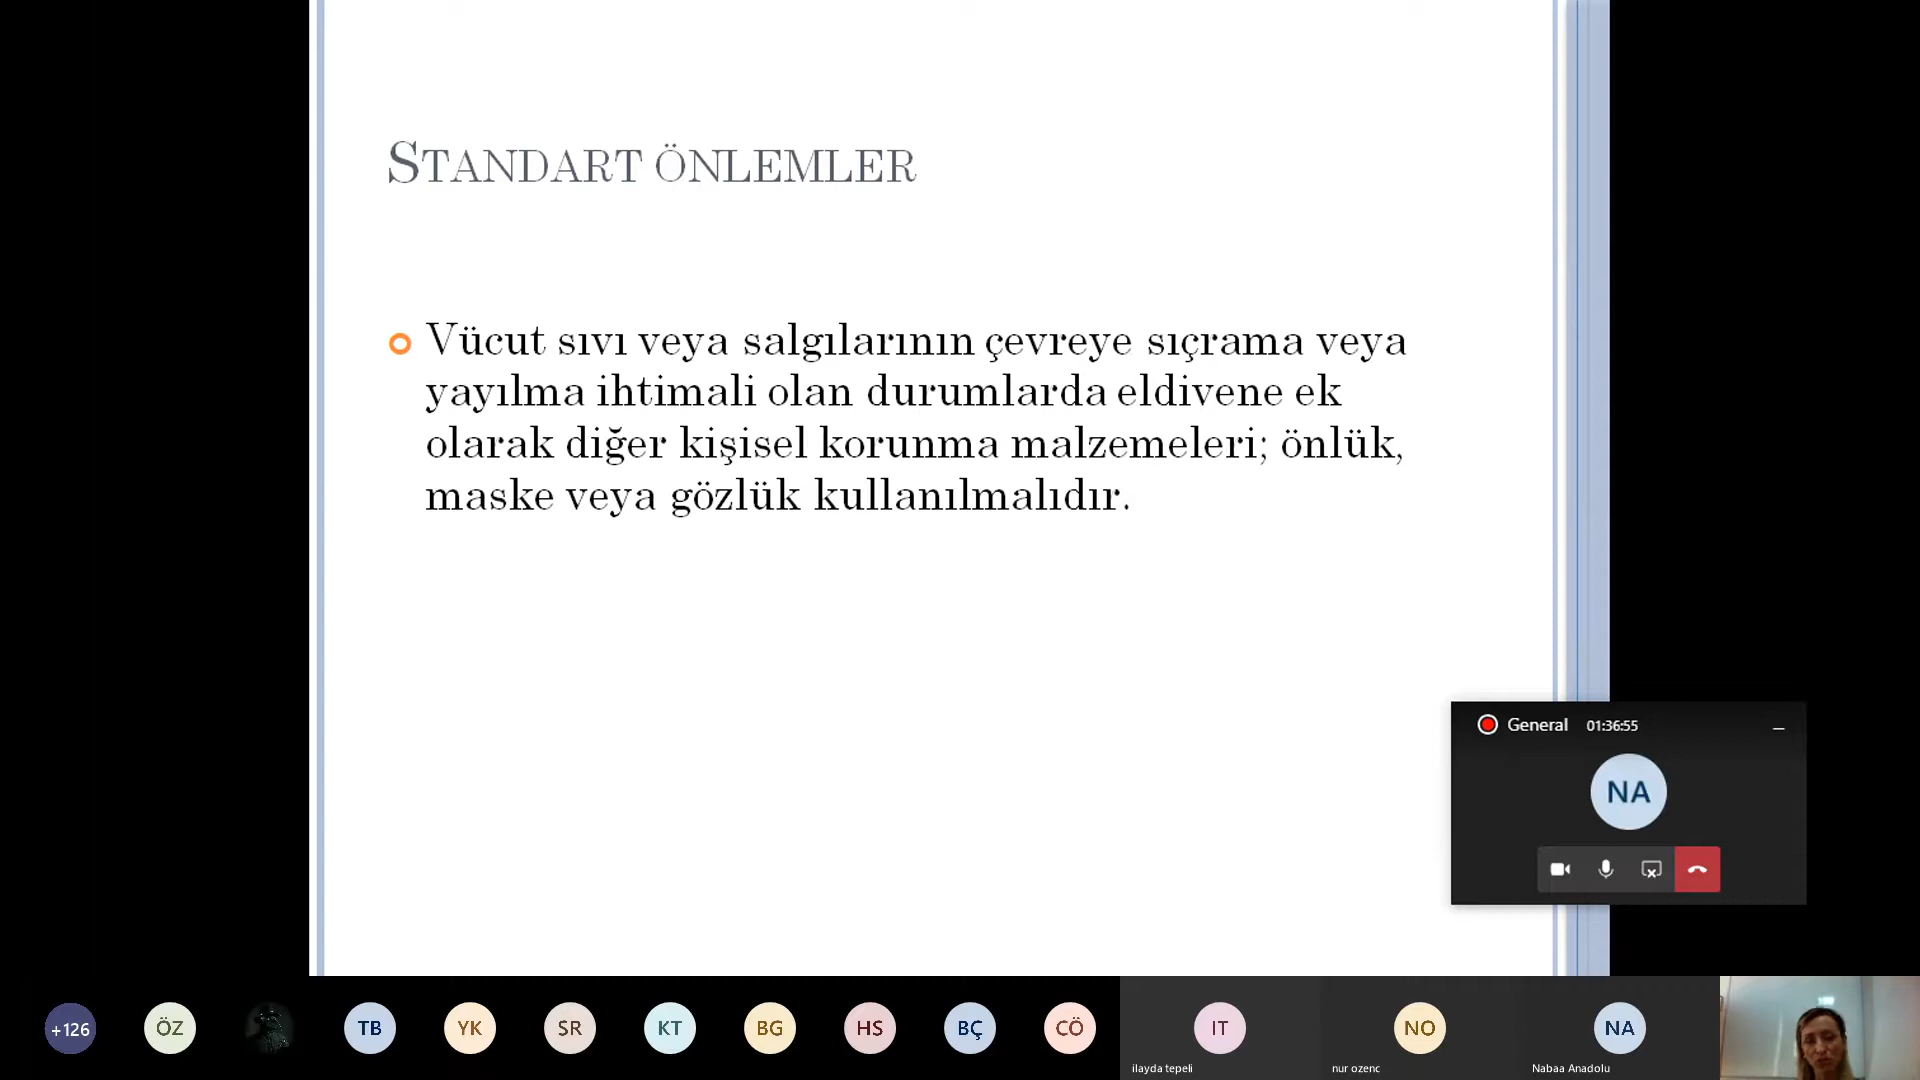 STANDART ÖNLEMLER
Vücut sıvı veya salgılarının çevreye sıçrama veya
yayılma ihtimali olan durumlarda eldivene ek
olarak diğer kişisel korunma malzemeleri; önlük,
maske veya gözlük kullanılmalıdır.
General 01:36:55
NA
+126
ÖZ
TB
YK
SR
KT
BG
HS
BÇ
CÖ
IT
NO
NA
ilayda tepeli
nur ozenc
Nabaa Anadolu